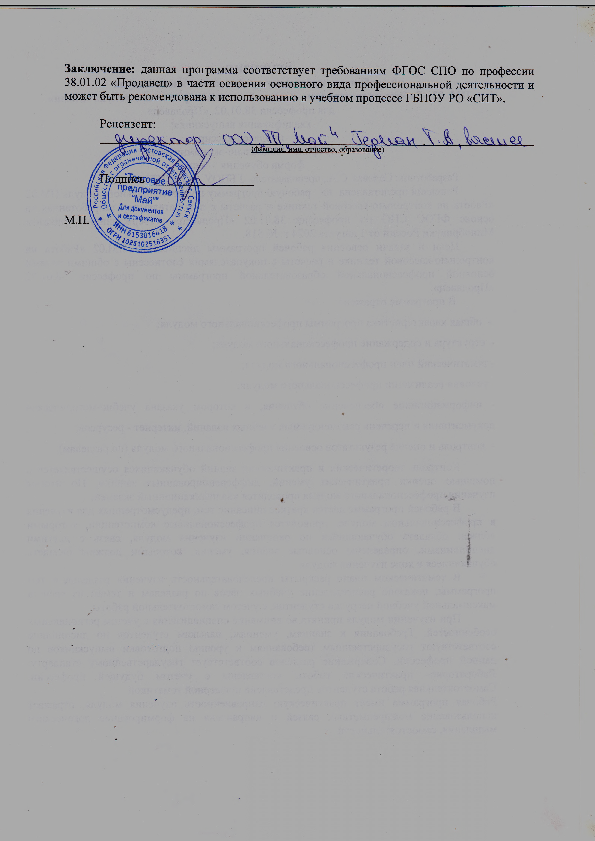 Заключение: данная программа соответствует требованиям ФГОС СПО по профессии
38.01.02 «Продавец» в части освоения основного вида профессиональной деятельности и
может быть рекомендована к использованию в учебном процессе ГБПОУ РО «СИТ».
Рецензент:
директор ООО ТП "Май" Герман Г.А, высшее
(фамилия, имя, отчество, образование)
Подпись
"Торговое
предприятие
"Май""
Для документов
и сертификатов
М.П.